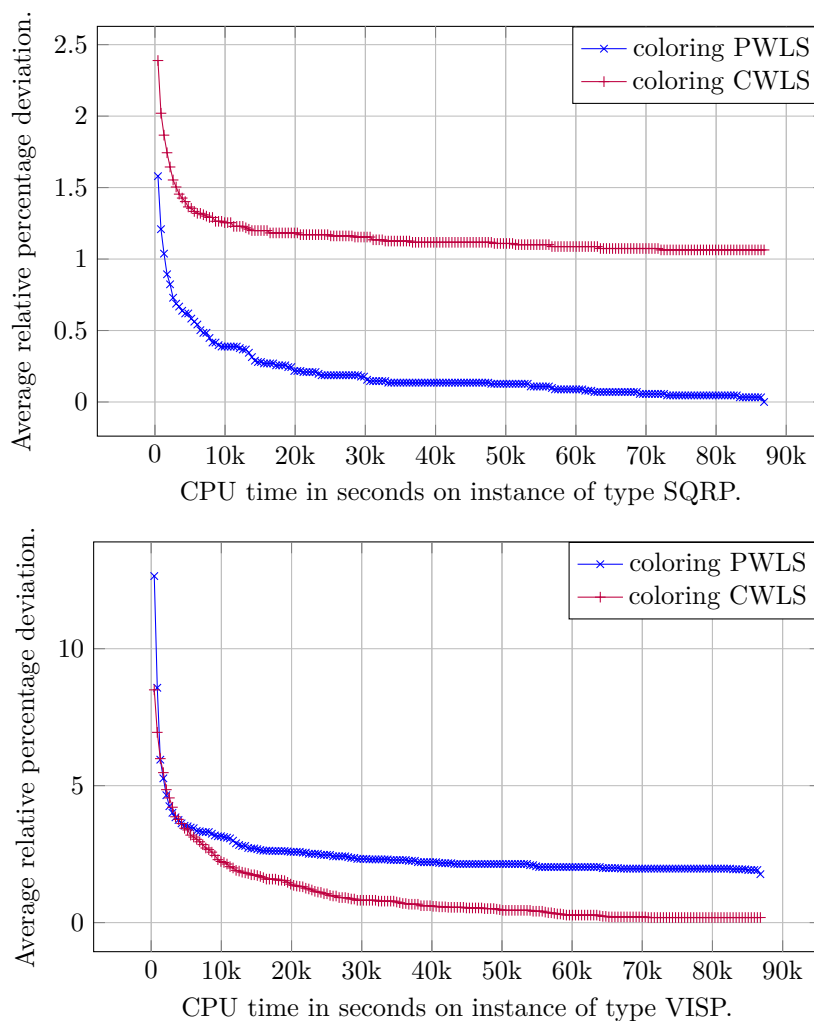 Average relative percentage deviation.
2.5
2
1.5
1
0.5
0
coloring PWLS
coloring CWLS
0 10k 20k 30k 40k 50k 60k 70k 80k 90k
CPU time in seconds on instance of type SQRP.
Average relative percentage deviation.
10
5
0
coloring PWLS
coloring CWLS
0 10k 20k 30k 40k 50k 60k 70k 80k 90k
CPU time in seconds on instance of type VISP.